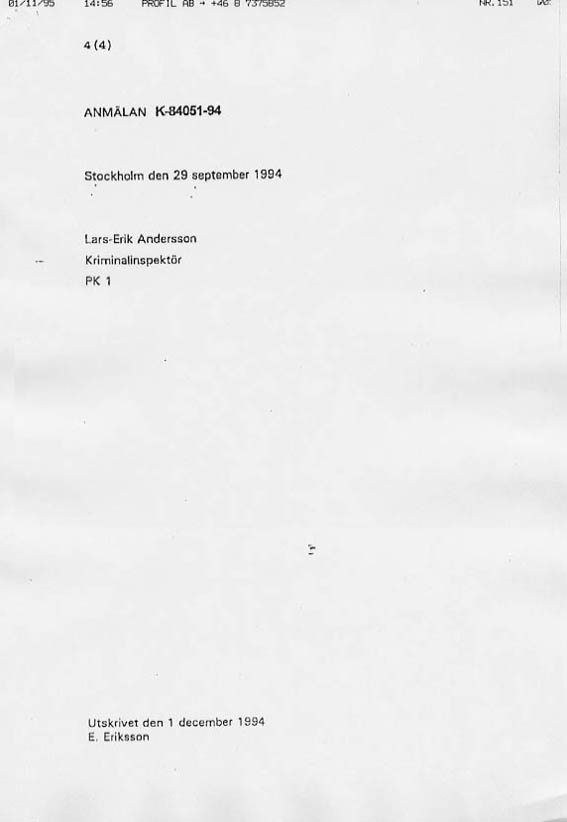 01/11/95 14:56 PROFIL AB → +46 8 7375852 NR.151
4 (4)
ANMÄLAN K-84051-94
Stockholm den 29 september 1994
Lars-Erik Andersson
Kriminalinspektör
PK 1
Utskrivet den 1 december 1994
E. Eriksson